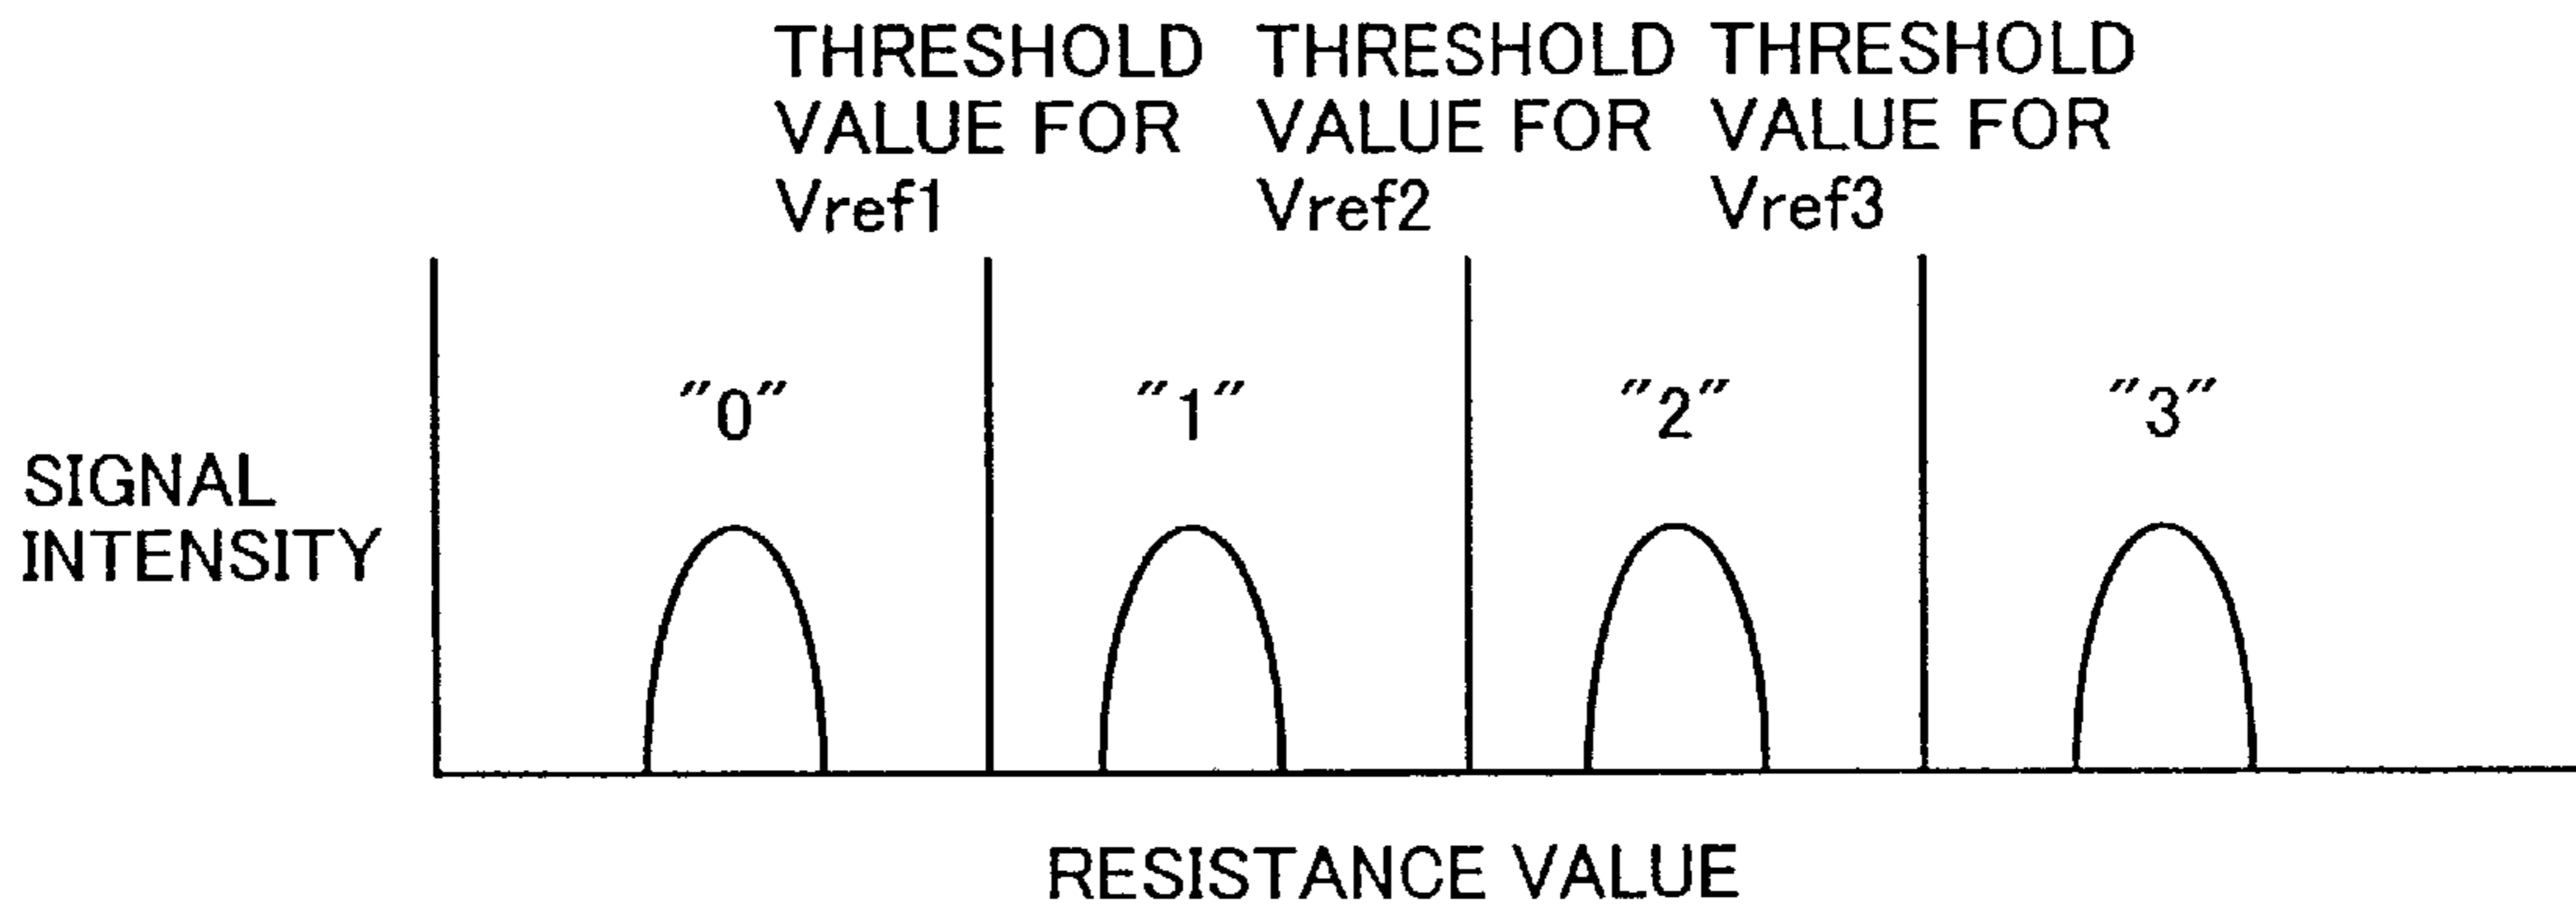 THRESHOLD
VALUE FOR
Vref1
THRESHOLD
VALUE FOR
Vref2
THRESHOLD
VALUE FOR
Vref3
"0"
"1"
"2"
"3"
SIGNAL
INTENSITY
RESISTANCE VALUE